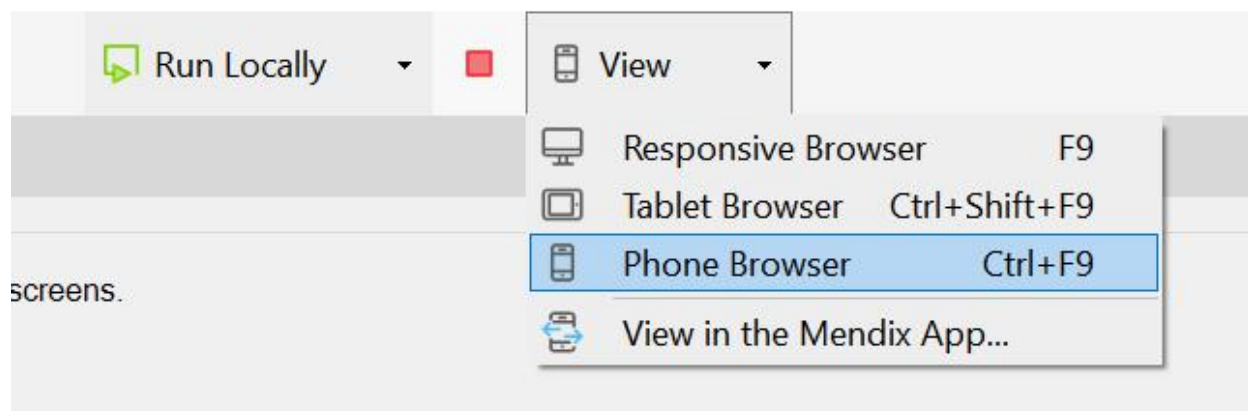 Run Locally View
Responsive Browser F9
Tablet Browser Ctrl+Shift+F9
Phone Browser Ctrl+F9
screens.
View in the Mendix App...